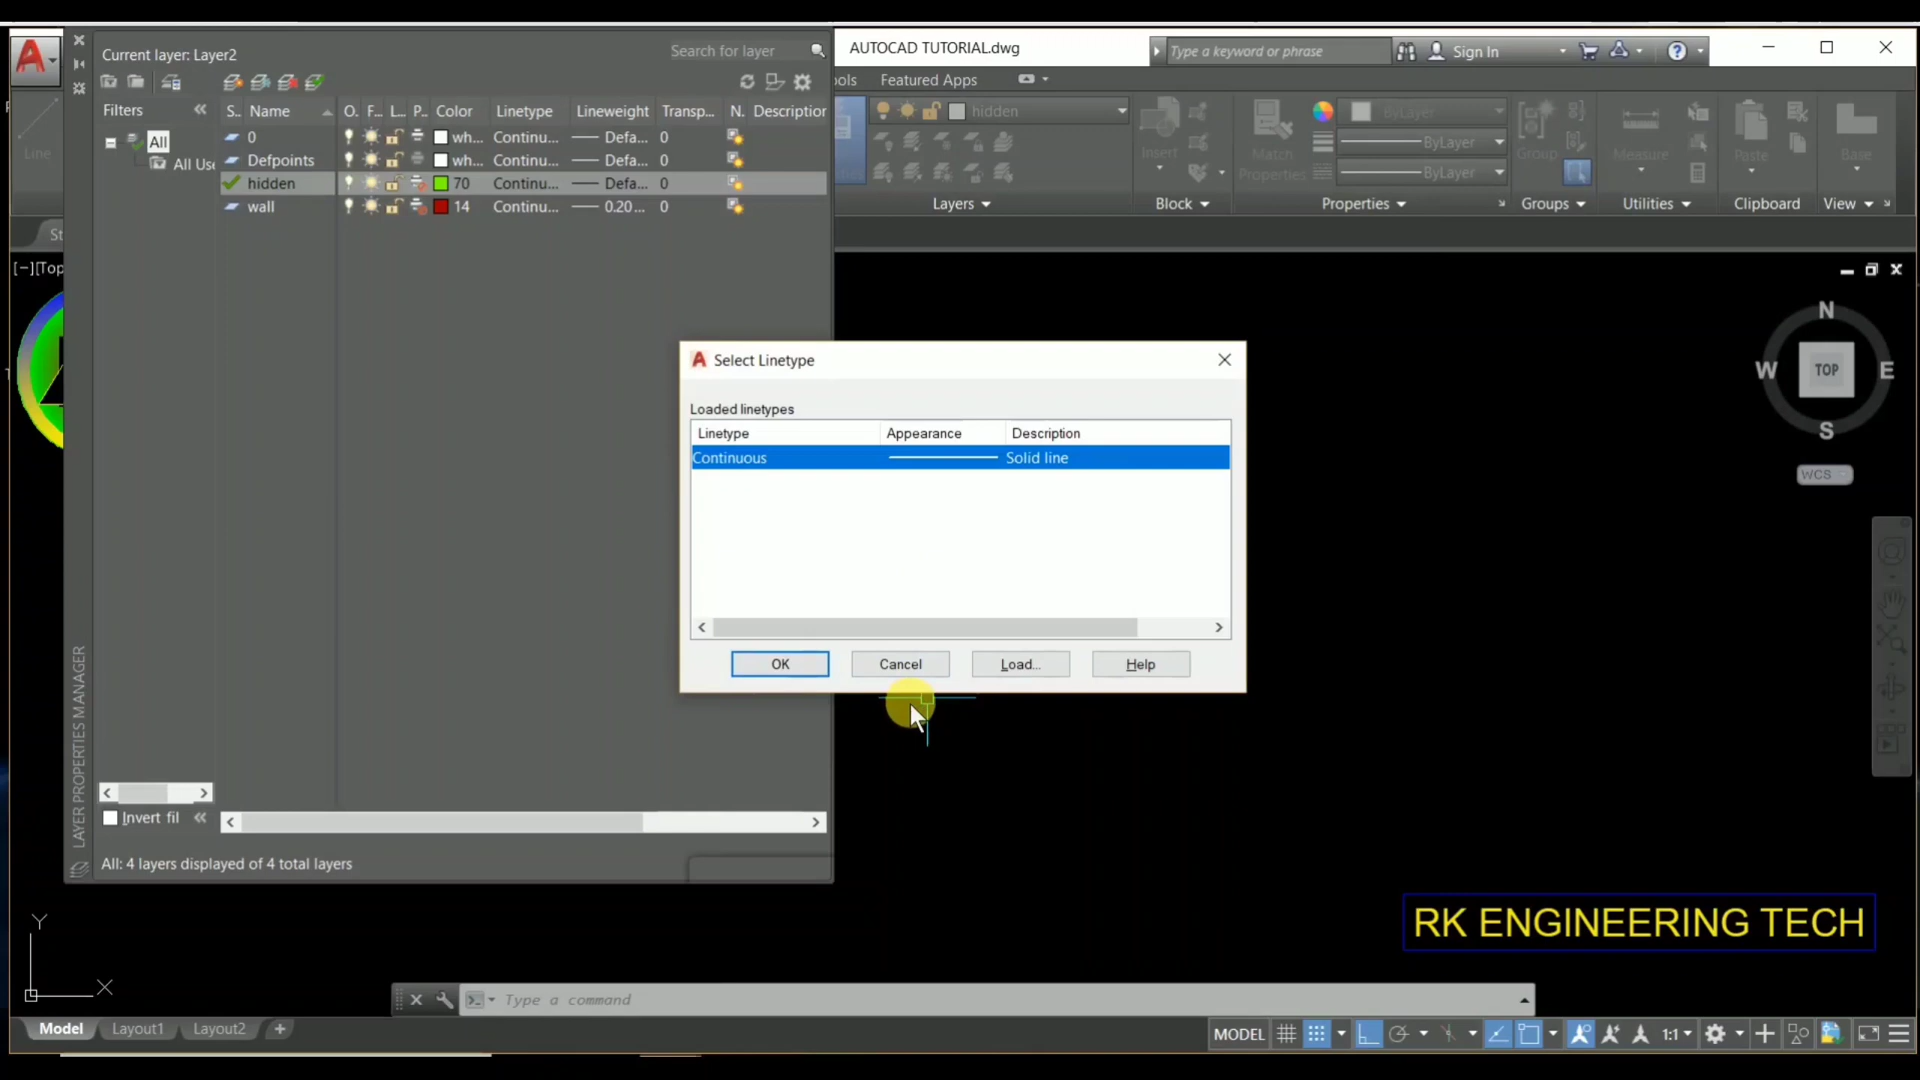 Current layer: Layer2
Search for layer
AUTOCAD TUTORIAL.dwg
Type a keyword or phrase
Sign In
ools
Featured Apps
Filters
S.. Name O. F... L... P.. Color Linetype Lineweight Transp... N. Description
All
All Use
0 wh... Continu... Defa... 0
Defpoints wh... Continu... Defa... 0
hidden 70 Continu... Defa... 0
wall 14 Continu... 0.20 ... 0
Line
hidden
ByLayer
ByLayer
ByLayer
Insert
Match
Properties
Group
Measure
Paste
Base
Layers
Block
Properties
Groups
Utilities
Clipboard
View
St
[−][Top
N
W
TOP
E
S
WCS
Select Linetype
Loaded linetypes
Linetype Appearance Description
Continuous Solid line
OK
Cancel
Load...
Help
LAYER PROPERTIES MANAGER
Invert fil
All: 4 layers displayed of 4 total layers
RK ENGINEERING TECH
Y
X
Type a command
Model
Layout1
Layout2
MODEL
1:1